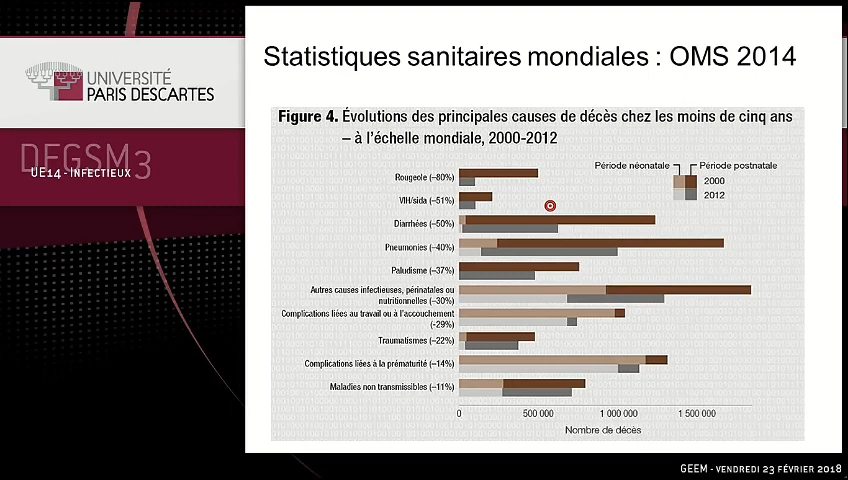 Statistiques sanitaires mondiales : OMS 2014
UNIVERSITÉ
PARIS DESCARTES
DFGSM3
UE14 - INFECTIEUX
Figure 4. Évolutions des principales causes de décès chez les moins de cinq ans
– à l'échelle mondiale, 2000-2012
Période néonatale
Période postnatale
2000
2012
Rougeole (–80%)
VIH/sida (–51%)
Diarrhées (–50%)
Pneumonies (–40%)
Paludisme (–37%)
Autres causes infectieuses, périnatales ou
nutritionnelles (–30%)
Complications liées au travail ou à l'accouchement
(-29%)
Traumatismes (–22%)
Complications liées à la prématurité (–14%)
Maladies non transmissibles (–11%)
0
500 000
1 000 000
1 500 000
Nombre de décès
GEEM - VENDREDI 23 FÉVRIER 2018